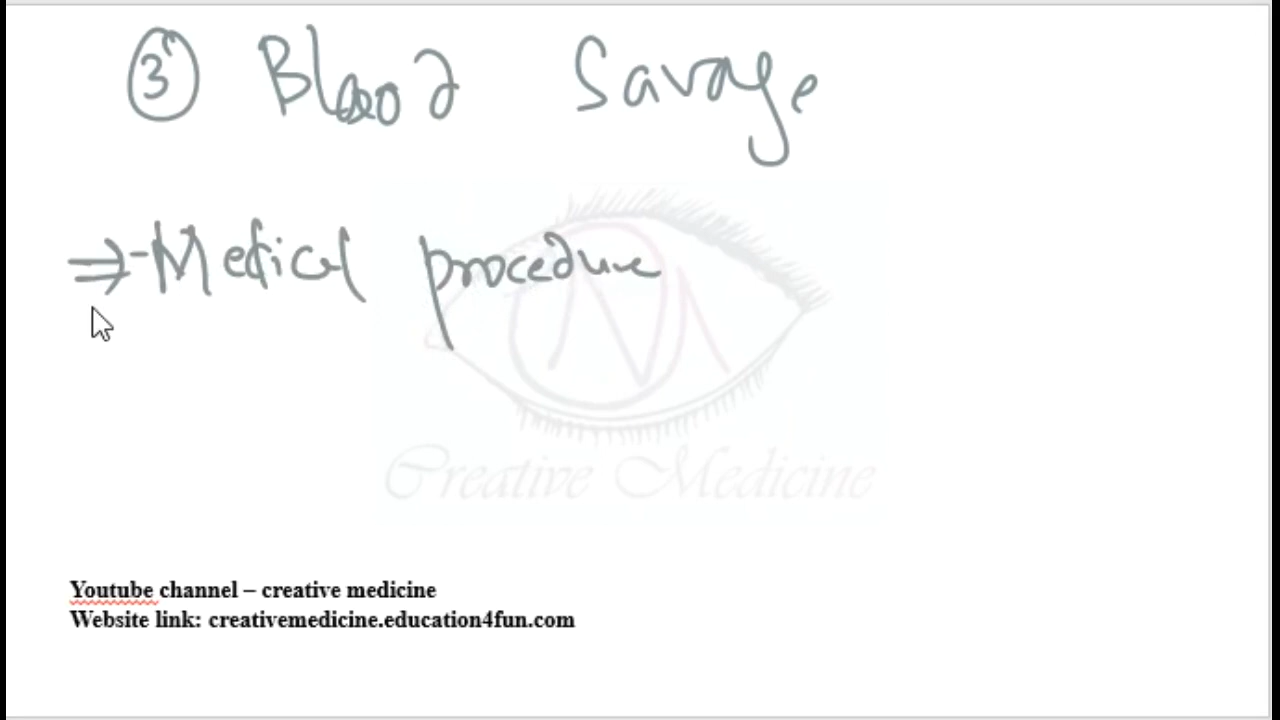 ③ Blood Savage
⇒ - Medical procedure
Creative Medicine
Youtube channel – creative medicine
Website link: creativemedicine.education4fun.com